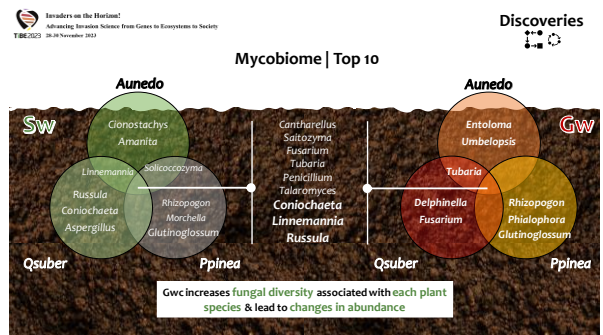 Invaders on the Horizon!
Advancing Invasion Science from Genes to Ecosystems to Society
28-30 November 2023
TiBE2023
Discoveries
Mycobiome | Top 10
Aunedo
Sw
Cionostachys
Amanita
Linnemannia
Solicoccozyma
Russula
Coniochaeta
Aspergillus
Rhizopogon
Morchella
Glutinoglossum
Qsuber
Ppinea
Cantharellus
Saitozyma
Fusarium
Tubaria
Penicillium
Talaromyces
Coniochaeta
Linnemannia
Russula
Aunedo
Gw
Entoloma
Umbelopsis
Tubaria
Delphinella
Fusarium
Rhizopogon
Phialophora
Glutinoglossum
Qsuber
Ppinea
Gwc increases fungal diversity associated with each plant
species & lead to changes in abundance